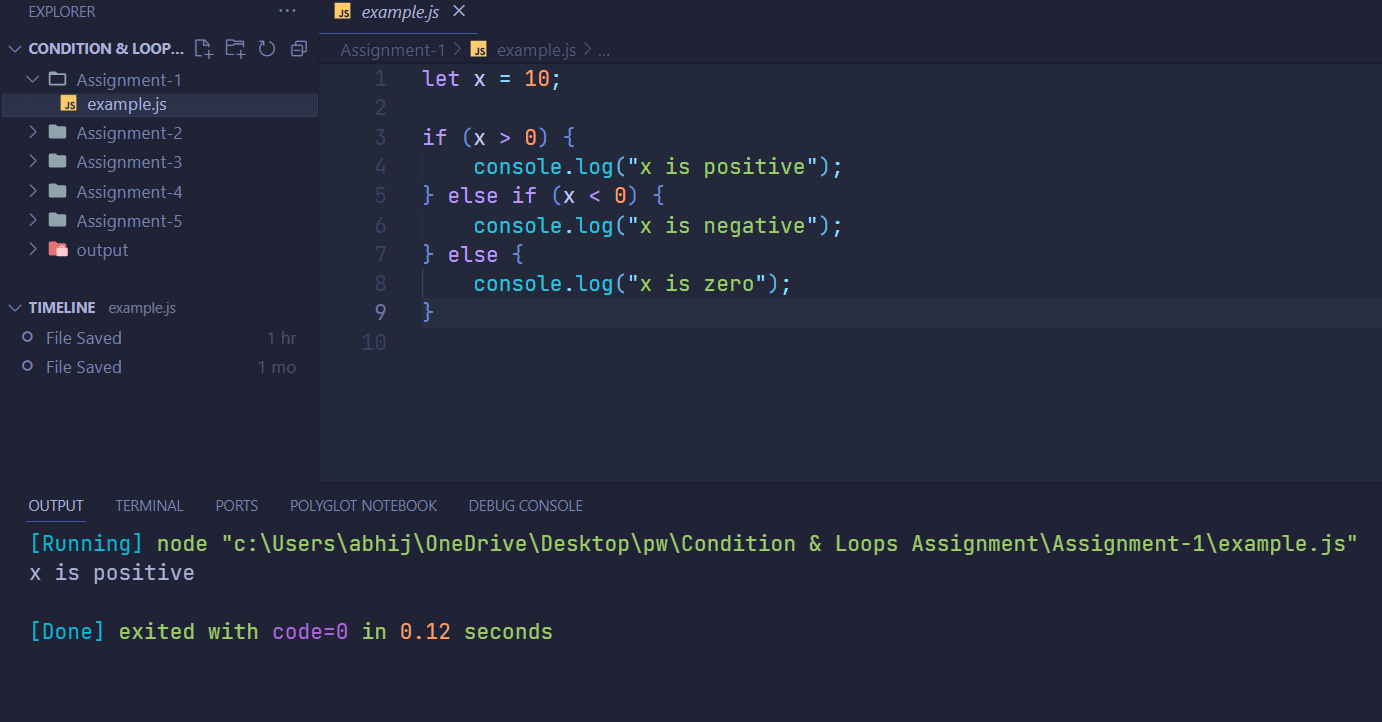 EXPLORER ...
CONDITION & LOOP...
Assignment-1
JS example.js
Assignment-2
Assignment-3
Assignment-4
Assignment-5
output
TIMELINE example.js
File Saved 1 hr
File Saved 1 mo
JS example.js
Assignment-1 > JS example.js > ...
1 let x = 10;
2
3 if (x > 0) {
4     console.log("x is positive");
5 } else if (x < 0) {
6     console.log("x is negative");
7 } else {
8     console.log("x is zero");
9 }
10
OUTPUT TERMINAL PORTS POLYGLOT NOTEBOOK DEBUG CONSOLE
[Running] node "c:\Users\abhij\OneDrive\Desktop\pw\Condition & Loops Assignment\Assignment-1\example.js"
x is positive
[Done] exited with code=0 in 0.12 seconds